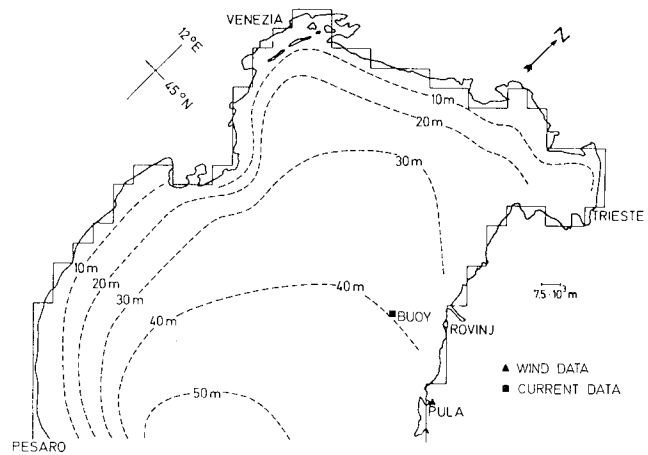 VENEZIA
12°E
45°N
N
10m
20m
30m
TRIESTE
7.5·10³m
10m
20m
30m
40m
40m
BUOY
ROVINJ
▲ WIND DATA
■ CURRENT DATA
50m
PULA
PESARO